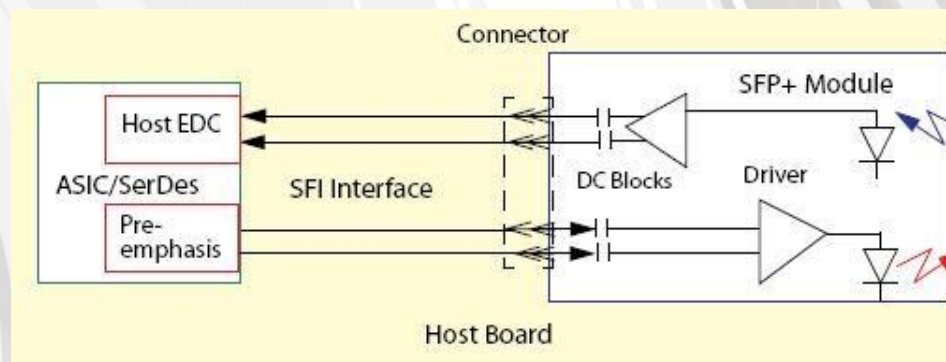 Connector
SFP+ Module
Host EDC
ASIC/SerDes
SFI Interface
DC Blocks
Driver
Pre-
emphasis
Host Board